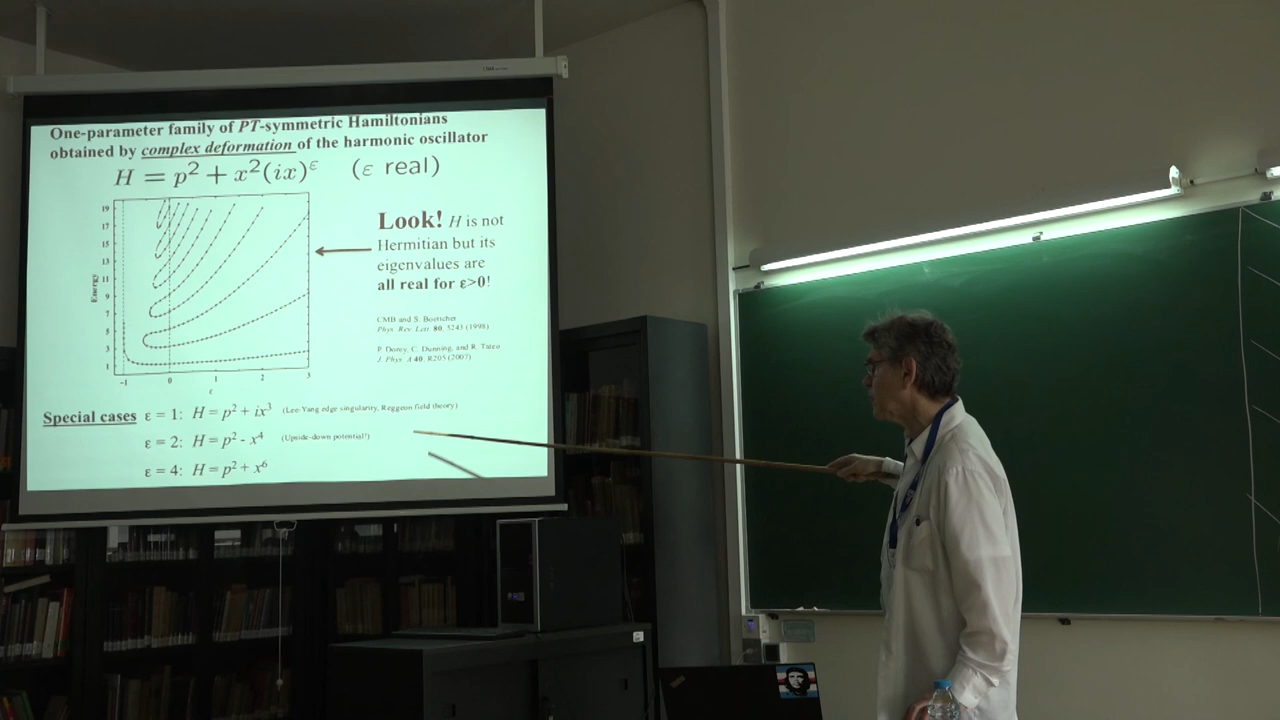 One-parameter family of PT-symmetric Hamiltonians
obtained by complex deformation of the harmonic oscillator
H = p² + x²(ix)^ε (ε real)
19
17
15
13
11
9
7
5
3
1
Energy
-1 0 1 2 3
ε
Look! H is not
Hermitian but its
eigenvalues are
all real for ε>0!
CMB and S. Boettcher
Phys. Rev. Lett. 80, 5243 (1998)
P. Dorey, C. Dunning, and R. Tateo
J. Phys. A 40, R205 (2007)
Special cases ε = 1: H = p² + ix³ (Lee-Yang edge singularity, Reggeon field theory)
ε = 2: H = p² - x⁴ (Upside-down potential!)
ε = 4: H = p² + x⁶